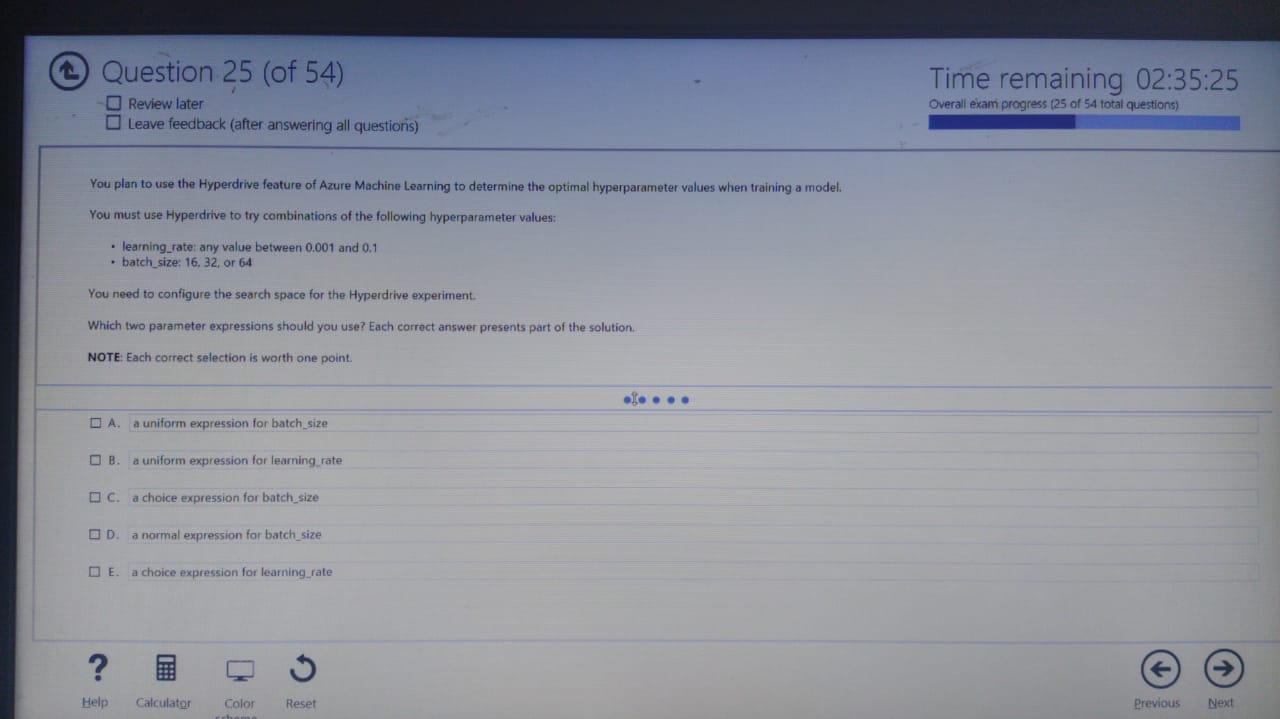 Question 25 (of 54)
Time remaining 02:35:25
Review later
Overall exam progress (25 of 54 total questions)
Leave feedback (after answering all questions)
You plan to use the Hyperdrive feature of Azure Machine Learning to determine the optimal hyperparameter values when training a model.
You must use Hyperdrive to try combinations of the following hyperparameter values:
• learning_rate: any value between 0.001 and 0.1
• batch_size: 16, 32, or 64
You need to configure the search space for the Hyperdrive experiment.
Which two parameter expressions should you use? Each correct answer presents part of the solution.
NOTE: Each correct selection is worth one point.
A. a uniform expression for batch_size
B. a uniform expression for learning_rate
C. a choice expression for batch_size
D. a normal expression for batch_size
E. a choice expression for learning_rate
Help Calculator Color Reset Previous Next
scheme